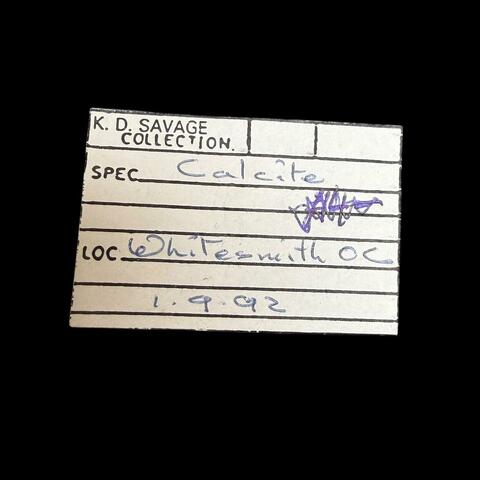 K. D. SAVAGE
COLLECTION.
SPEC Calcite
LOC. Whitesmith OC
1.9.92